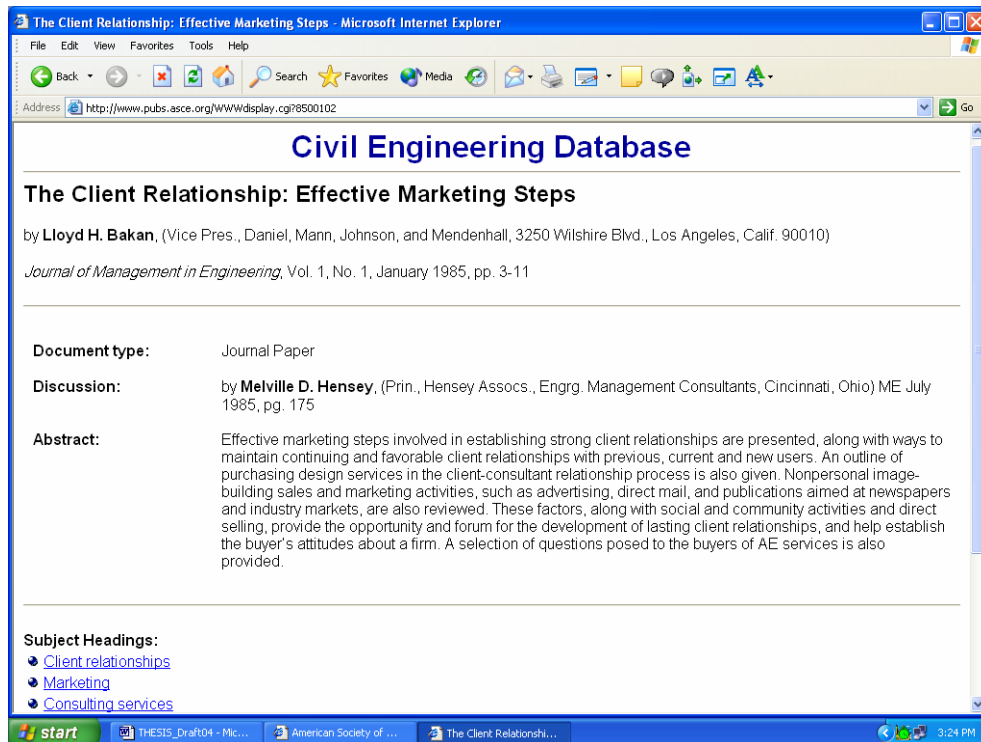 The Client Relationship: Effective Marketing Steps - Microsoft Internet Explorer
File Edit View Favorites Tools Help
Back Search Favorites Media
Address http://www.pubs.asce.org/WWWdisplay.cgi?8500102 Go
Civil Engineering Database
The Client Relationship: Effective Marketing Steps
by Lloyd H. Bakan, (Vice Pres., Daniel, Mann, Johnson, and Mendenhall, 3250 Wilshire Blvd., Los Angeles, Calif. 90010)
Journal of Management in Engineering, Vol. 1, No. 1, January 1985, pp. 3-11
Document type: Journal Paper
Discussion: by Melville D. Hensey, (Prin., Hensey Assocs., Engrg. Management Consultants, Cincinnati, Ohio) ME July
1985, pg. 175
Abstract: Effective marketing steps involved in establishing strong client relationships are presented, along with ways to
maintain continuing and favorable client relationships with previous, current and new users. An outline of
purchasing design services in the client-consultant relationship process is also given. Nonpersonal image-
building sales and marketing activities, such as advertising, direct mail, and publications aimed at newspapers
and industry markets, are also reviewed. These factors, along with social and community activities and direct
selling, provide the opportunity and forum for the development of lasting client relationships, and help establish
the buyer's attitudes about a firm. A selection of questions posed to the buyers of AE services is also
provided.
Subject Headings:
Client relationships
Marketing
Consulting services
start THESIS_Draft04 - Mic... American Society of ... The Client Relationshi... 3:24 PM